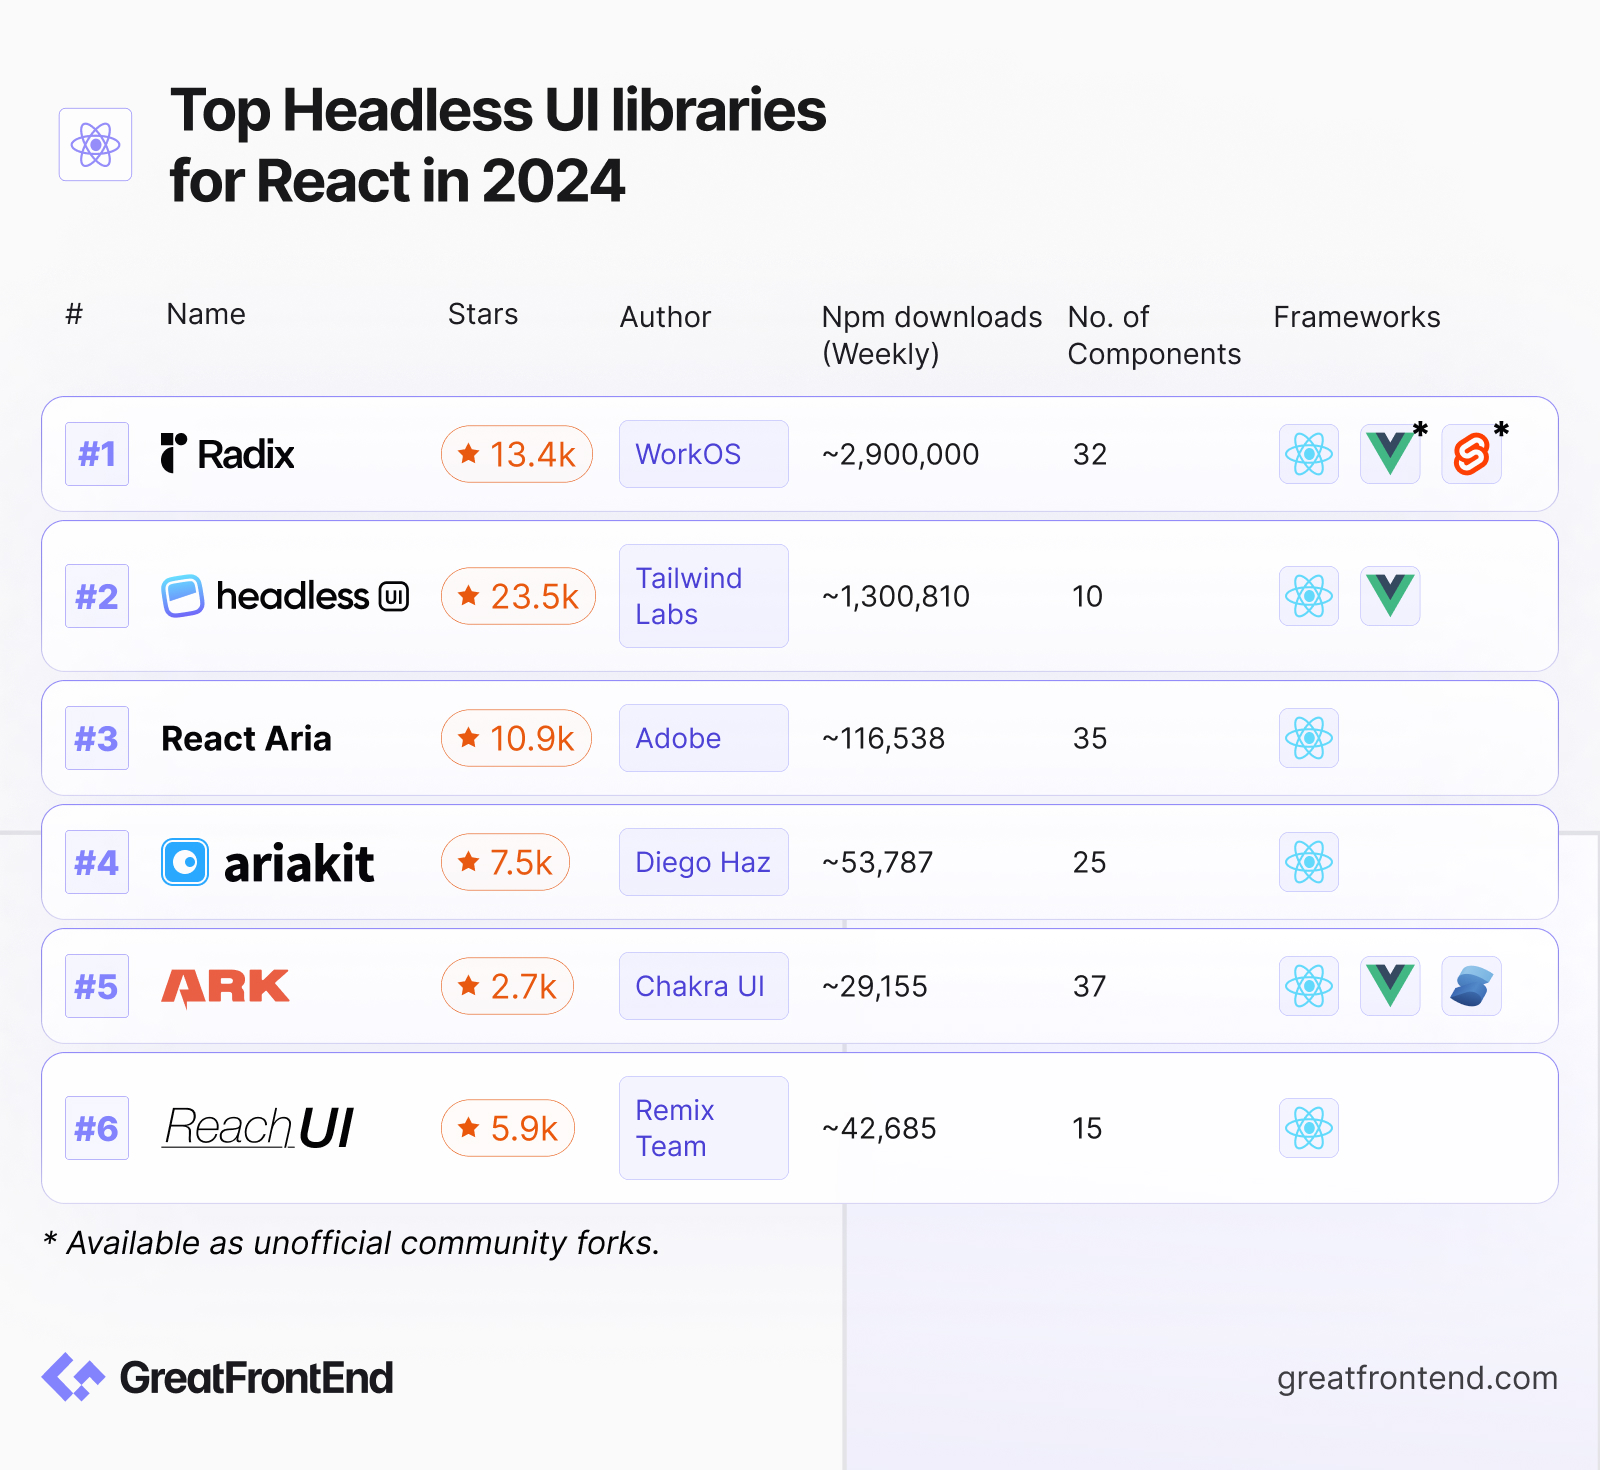 Top Headless UI libraries
for React in 2024
# Name Stars Author Npm downloads (Weekly) No. of Components Frameworks
#1 Radix ★ 13.4k WorkOS ~2,900,000 32 * *
#2 headless UI ★ 23.5k Tailwind Labs ~1,300,810 10
#3 React Aria ★ 10.9k Adobe ~116,538 35
#4 ariakit ★ 7.5k Diego Haz ~53,787 25
#5 ARK ★ 2.7k Chakra UI ~29,155 37
#6 Reach UI ★ 5.9k Remix Team ~42,685 15
* Available as unofficial community forks.
GreatFrontEnd greatfrontend.com